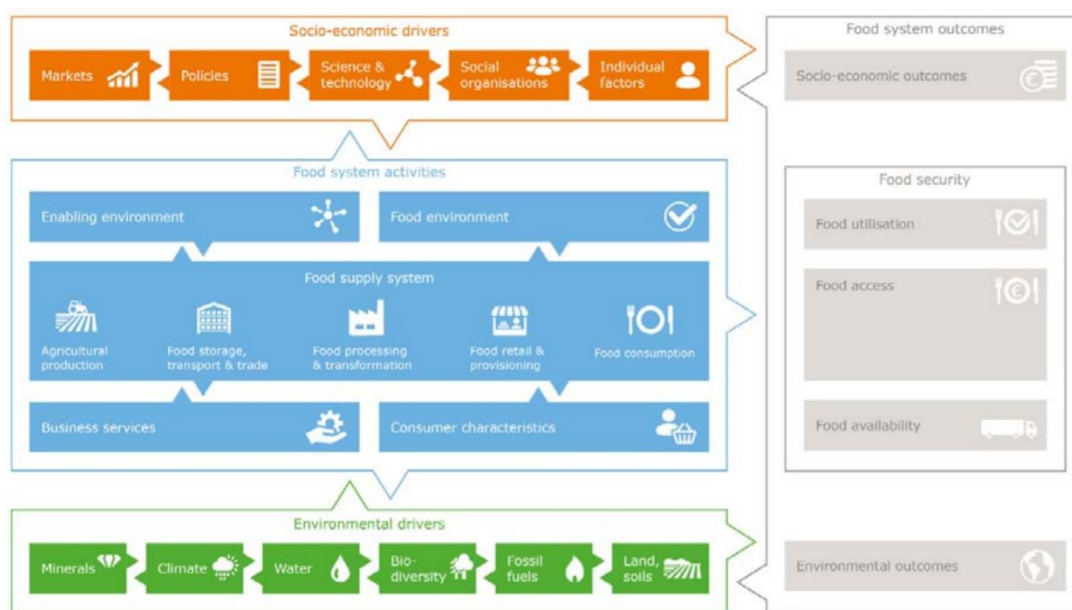 Socio-economic drivers
Markets
Policies
Science &
technology
Social
organisations
Individual
factors
Food system activities
Enabling environment
Food environment
Food supply system
Agricultural
production
Food storage,
transport & trade
Food processing
& transformation
Food retail &
provisioning
Food consumption
Business services
Consumer characteristics
Environmental drivers
Minerals
Climate
Water
Bio-
diversity
Fossil
fuels
Land,
soils
Food system outcomes
Socio-economic outcomes
€
Food security
Food utilisation
Food access
€
Food availability
Environmental outcomes